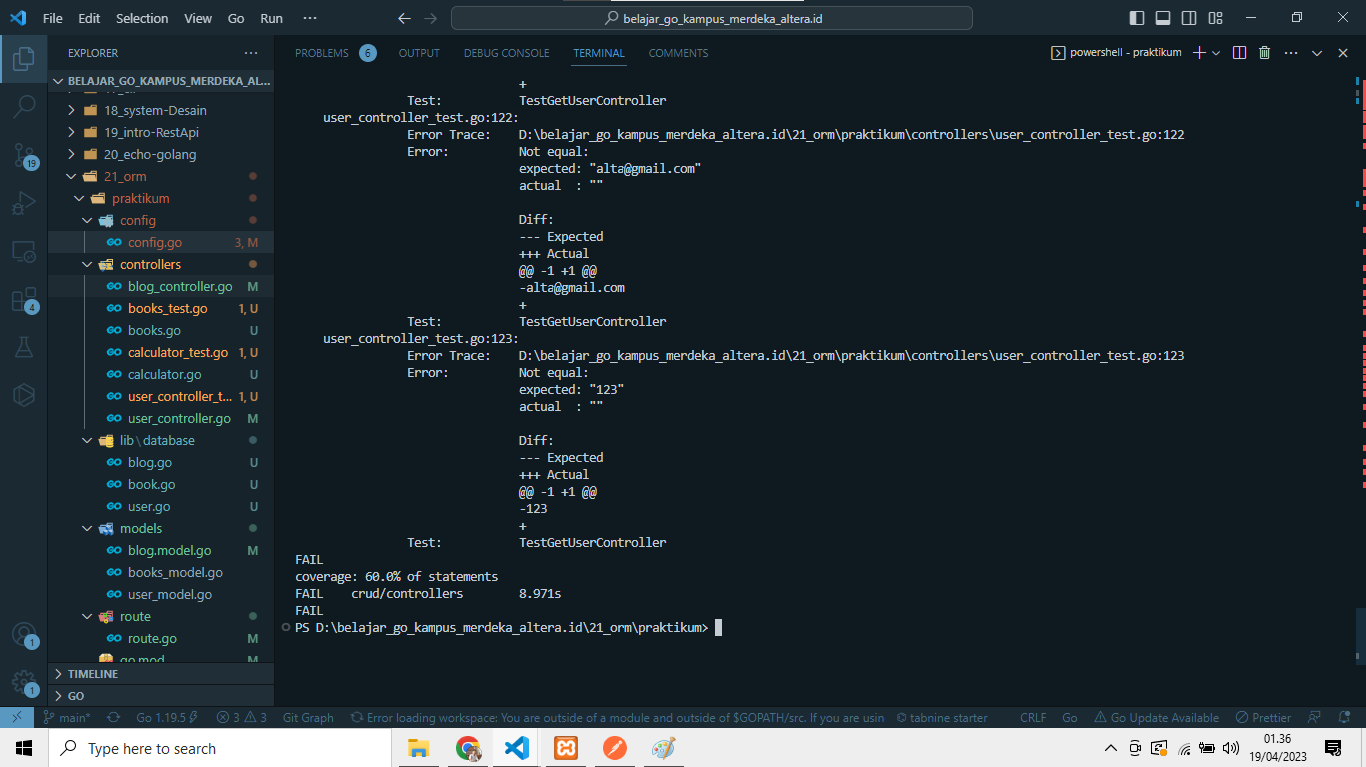 File Edit Selection View Go Run ···
belajar_go_kampus_merdeka_altera.id
EXPLORER ···
PROBLEMS 6 OUTPUT DEBUG CONSOLE TERMINAL COMMENTS
powershell - praktikum
BELAJAR_GO_KAMPUS_MERDEKA_AL...
18_system-Desain
19_intro-RestApi
20_echo-golang
21_orm
praktikum
config
config.go 3, M
controllers
blog_controller.go M
books_test.go 1, U
books.go U
calculator_test.go 1, U
calculator.go U
user_controller_t... 1, U
user_controller.go M
lib\database
blog.go U
book.go U
user.go U
models
blog.model.go M
books_model.go
user_model.go
route
route.go M
go.mod M
TIMELINE
GO
19
4
1
1
+
Test: TestGetUserController
user_controller_test.go:122:
Error Trace: D:\belajar_go_kampus_merdeka_altera.id\21_orm\praktikum\controllers\user_controller_test.go:122
Error: Not equal:
expected: "alta@gmail.com"
actual : ""
Diff:
--- Expected
+++ Actual
@@ -1 +1 @@
-alta@gmail.com
+
Test: TestGetUserController
user_controller_test.go:123:
Error Trace: D:\belajar_go_kampus_merdeka_altera.id\21_orm\praktikum\controllers\user_controller_test.go:123
Error: Not equal:
expected: "123"
actual : ""
Diff:
--- Expected
+++ Actual
@@ -1 +1 @@
-123
+
Test: TestGetUserController
FAIL
coverage: 60.0% of statements
FAIL crud/controllers 8.971s
FAIL
PS D:\belajar_go_kampus_merdeka_altera.id\21_orm\praktikum>
main* Go 1.19.5 3 3 Git Graph Error loading workspace: You are outside of a module and outside of $GOPATH/src. If you are usin tabnine starter CRLF Go Go Update Available Prettier
Type here to search
01.36
19/04/2023